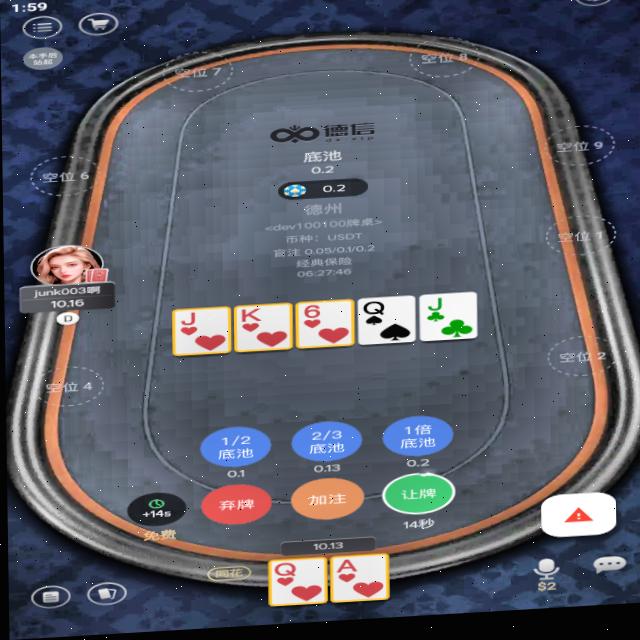 1:59
空位 7
空位 8
空位 6
空位 9
德信
dx.vip
底池
0.2
0.2
德州
<dev100100牌桌>
币种： USDT
盲注 0.05/0.1/0.2
经典保险
06:27:46
空位 1
junk003啊
10.16
D
J K 6 Q J
空位 4
空位 2
1/2
底池
0.1
2/3
底池
0.13
1倍
底池
0.2
+14s
免费
弃牌
加注
让牌
14秒
10.13
同花
Q A
$2